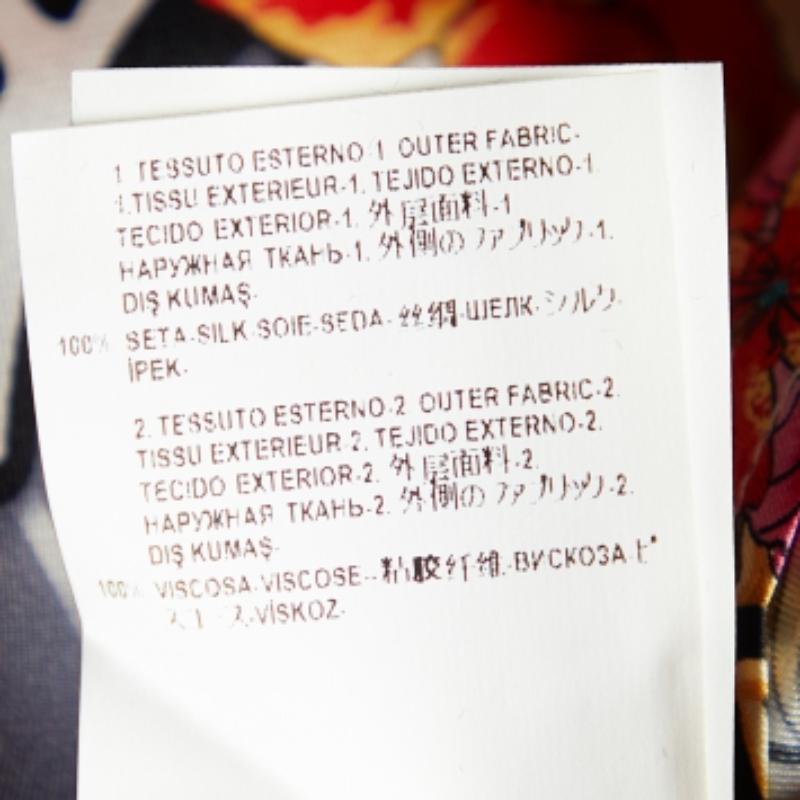 1. TESSUTO ESTERNO-1. OUTER FABRIC-
1.TISSU EXTERIEUR-1. TEJIDO EXTERNO-1.
TECIDO EXTERIOR-1. 外层面料-1
НАРУЖНАЯ ТКАНЬ-1. 外側のファブリック-1.
DIŞ KUMAŞ-
100% SETA-SILK-SOIE-SEDA-丝绸-ШЕЛК-シルク-
İPEK-
2. TESSUTO ESTERNO-2. OUTER FABRIC-2.
TISSU EXTERIEUR-2. TEJIDO EXTERNO-2.
TECIDO EXTERIOR-2. 外层面料-2.
НАРУЖНАЯ ТКАНЬ-2. 外側のファブリック-2.
DIŞ KUMAŞ-
100% VISCOSA-VISCOSE--粘胶纤维-ВИСКОЗА-ビ
スコース-VİSKOZ-